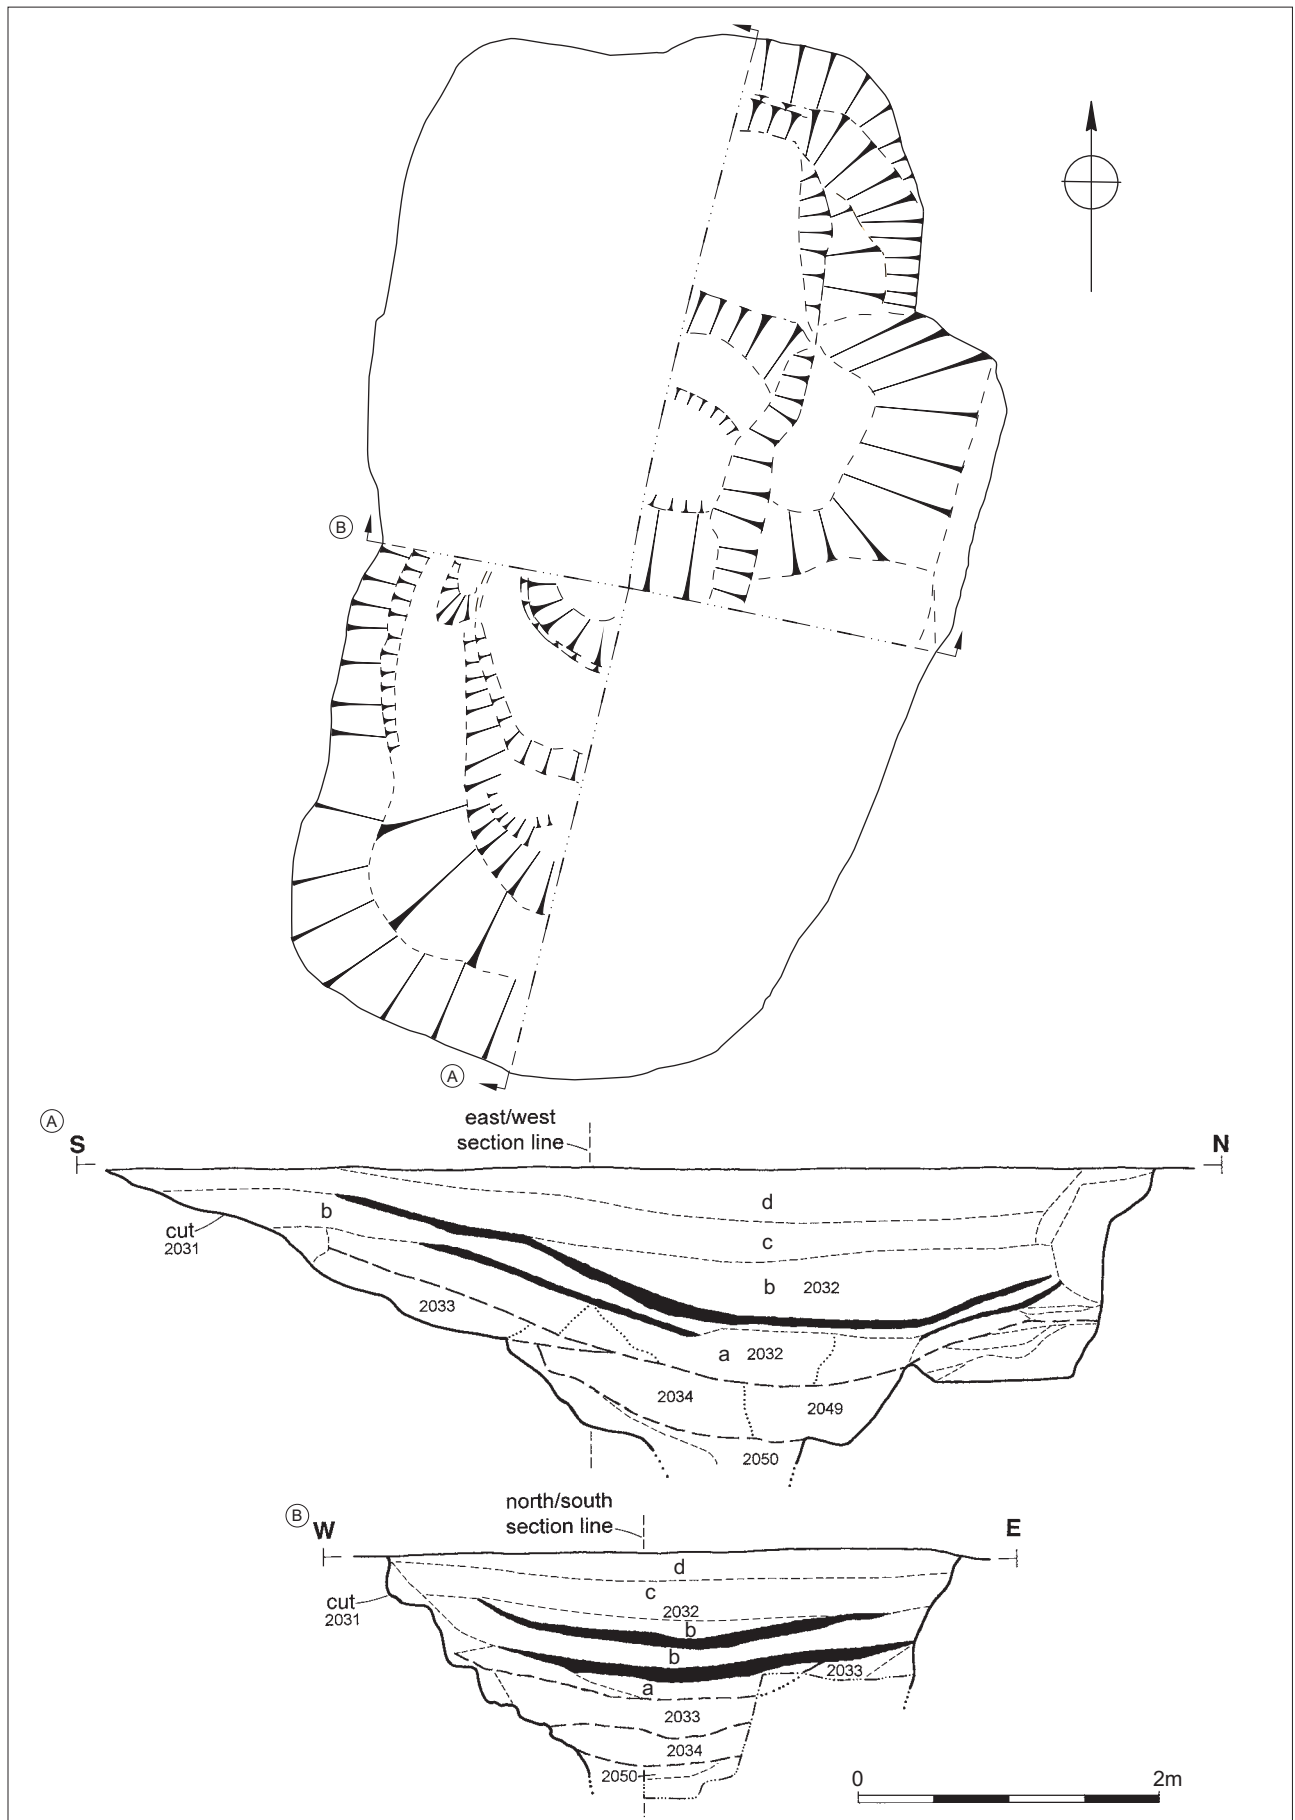 B
A
A
east/west
section line
S
N
d
b
cut
2031
c
b 2032
2033
a 2032
2034
2049
2050
B
north/south
section line
W
E
d
c
cut
2031
2032
b
b
2033
a
2033
2034
2050
0 2m